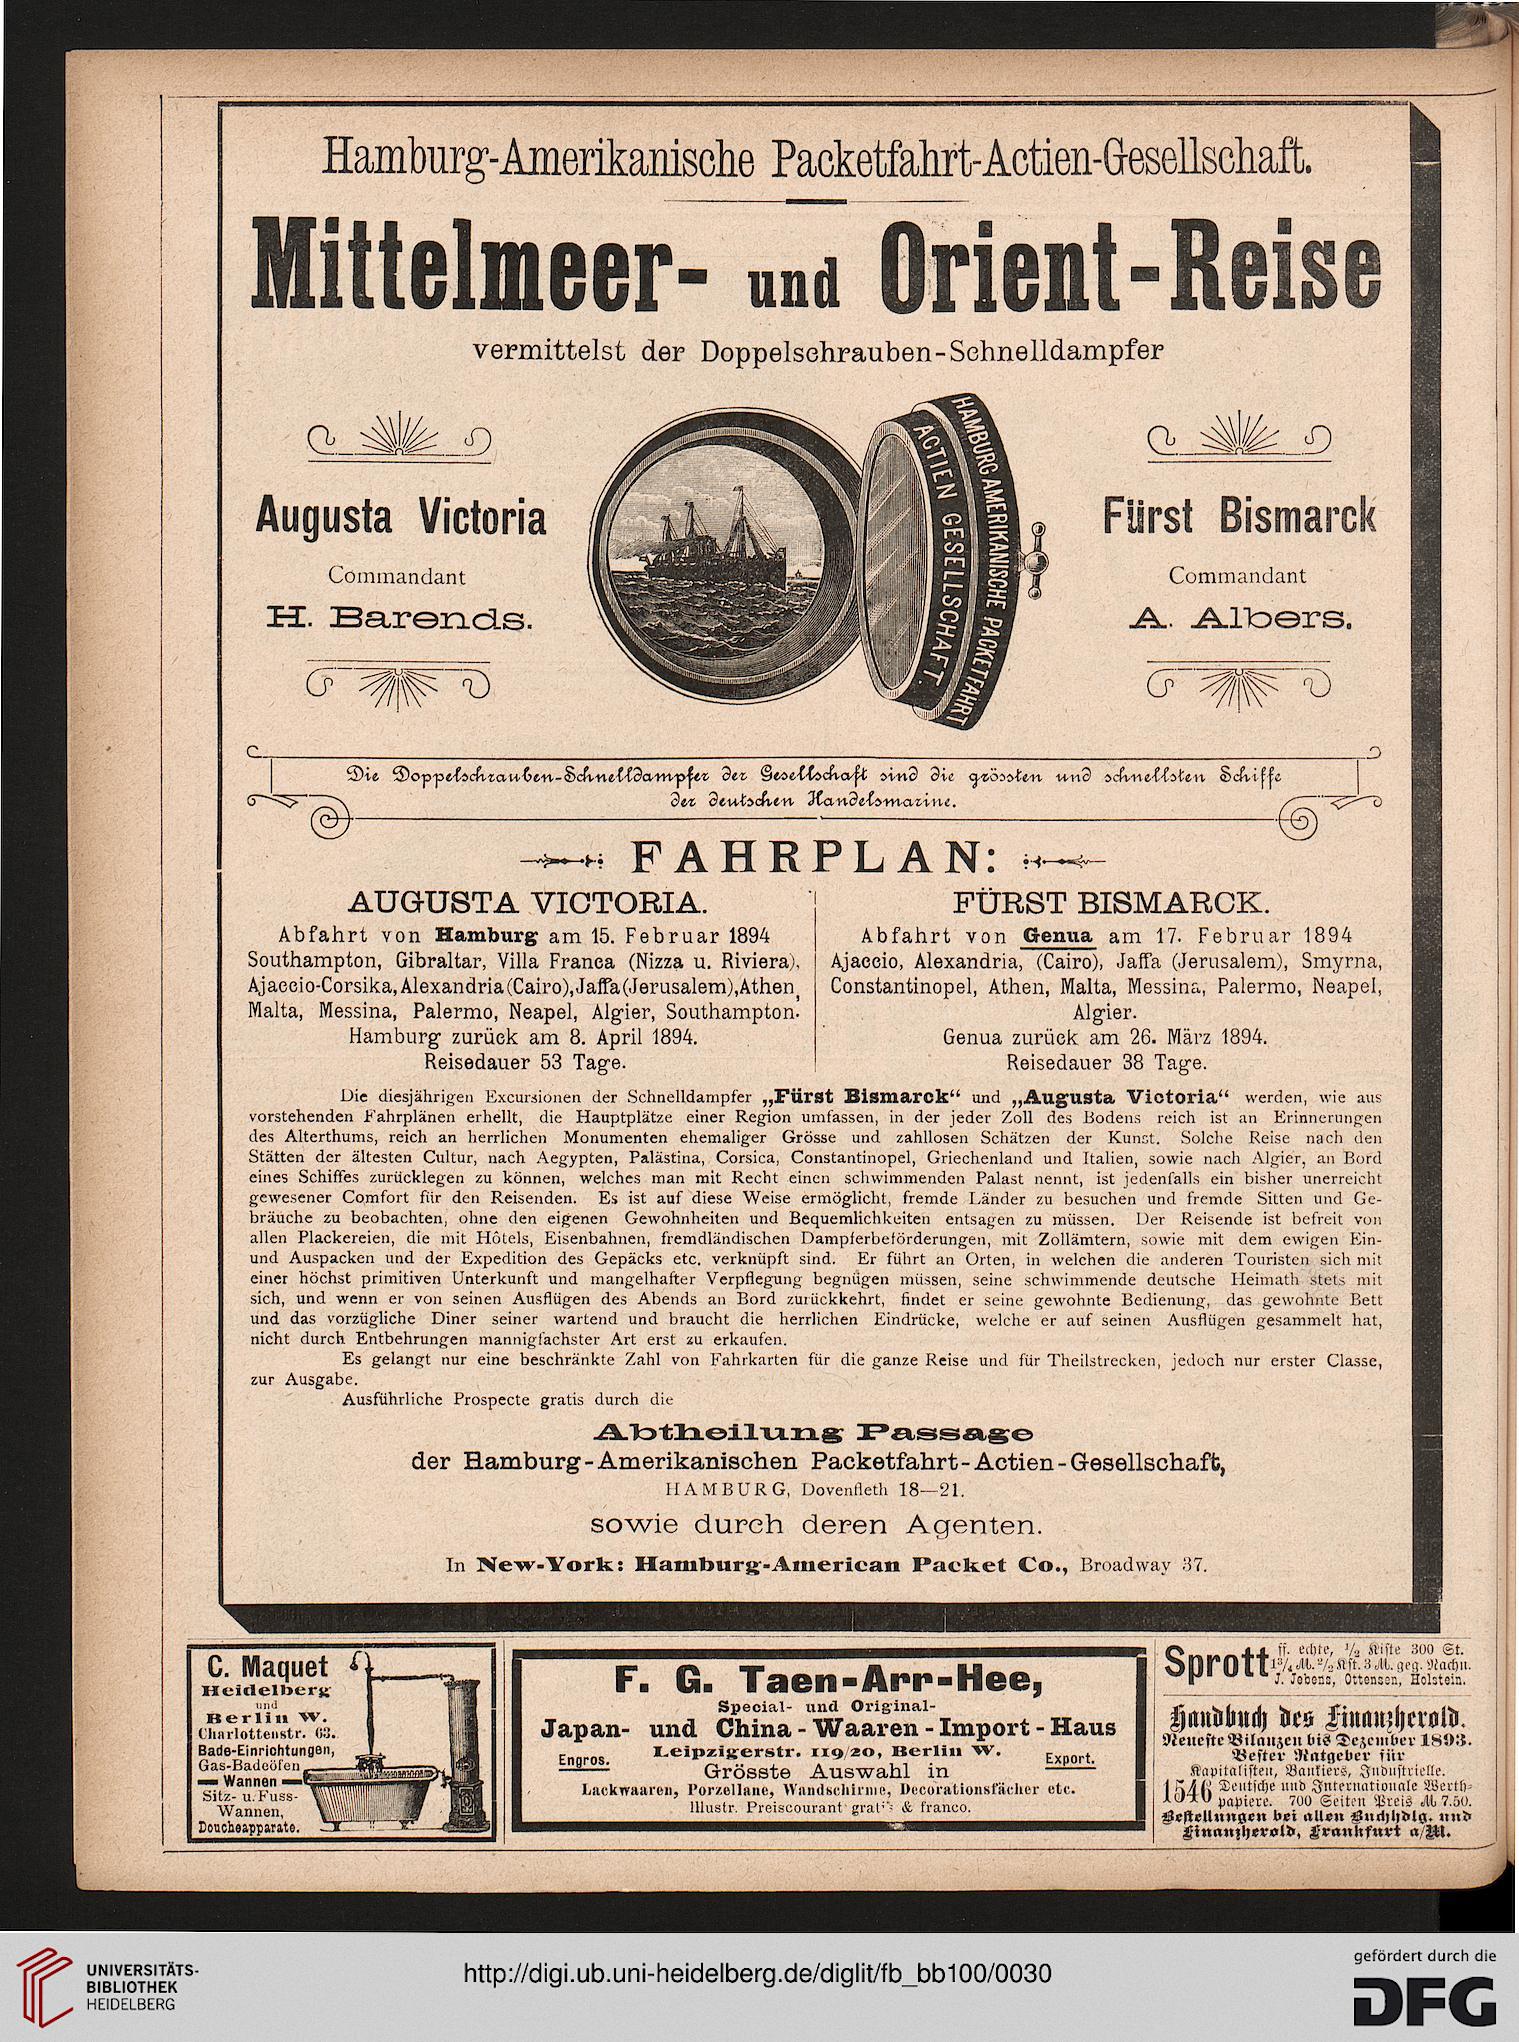 Hamburg-Amerikanische Packetfahrt-Actien-Gesellschaft.
Mittelmeer- und Orient-Reise
vermittelst der Doppelschrauben-Schnelldampfer
Augusta Victoria
Commandant
H. Barends.
HAMBURG AMERIKANISCHE PACKETFAHRT
ACTIEN GESELLSCHAFT.
Fürst Bismarck
Commandant
A. Albers.
Die Doppelschrauben-Schnelldampfer der Gesellschaft sind die grössten und schnellsten Schiffe
der deutschen Handelsmarine.
FAHRPLAN:
AUGUSTA VICTORIA.
Abfahrt von Hamburg am 15. Februar 1894
Southampton, Gibraltar, Villa Franca (Nizza u. Riviera),
Ajaccio-Corsika, Alexandria (Cairo), Jaffa (Jerusalem), Athen,
Malta, Messina, Palermo, Neapel, Algier, Southampton.
Hamburg zurück am 8. April 1894.
Reisedauer 53 Tage.
FÜRST BISMARCK.
Abfahrt von Genua am 17. Februar 1894
Ajaccio, Alexandria, (Cairo), Jaffa (Jerusalem), Smyrna,
Constantinopel, Athen, Malta, Messina, Palermo, Neapel,
Algier.
Genua zurück am 26. März 1894.
Reisedauer 38 Tage.
Die diesjährigen Excursionen der Schnelldampfer „Fürst Bismarck“ und „Augusta Victoria“ werden, wie aus
vorstehenden Fahrplänen erhellt, die Hauptplätze einer Region umfassen, in der jeder Zoll des Bodens reich ist an Erinnerungen
des Alterthums, reich an herrlichen Monumenten ehemaliger Grösse und zahllosen Schätzen der Kunst. Solche Reise nach den
Stätten der ältesten Cultur, nach Aegypten, Palästina, Corsica, Constantinopel, Griechenland und Italien, sowie nach Algier, an Bord
eines Schiffes zurücklegen zu können, welches man mit Recht einen schwimmenden Palast nennt, ist jedenfalls ein bisher unerreicht
gewesener Comfort für den Reisenden. Es ist auf diese Weise ermöglicht, fremde Länder zu besuchen und fremde Sitten und Ge-
bräuche zu beobachten, ohne den eigenen Gewohnheiten und Bequemlichkeiten entsagen zu müssen. Der Reisende ist befreit von
allen Plackereien, die mit Hôtels, Eisenbahnen, fremdländischen Dampferbeförderungen, mit Zollämtern, sowie mit dem ewigen Ein-
und Auspacken und der Expedition des Gepäcks etc. verknüpft sind. Er führt an Orten, in welchen die anderen Touristen sich mit
einer höchst primitiven Unterkunft und mangelhafter Verpflegung begnügen müssen, seine schwimmende deutsche Heimath stets mit
sich, und wenn er von seinen Ausflügen des Abends an Bord zurückkehrt, findet er seine gewohnte Bedienung, das gewohnte Bett
und das vorzügliche Diner seiner wartend und braucht die herrlichen Eindrücke, welche er auf seinen Ausflügen gesammelt hat,
nicht durch Entbehrungen mannigfachster Art erst zu erkaufen.
Es gelangt nur eine beschränkte Zahl von Fahrkarten für die ganze Reise und für Theilstrecken, jedoch nur erster Classe,
zur Ausgabe.
Ausführliche Prospecte gratis durch die
Abtheilung Passage
der Hamburg-Amerikanischen Packetfahrt-Actien-Gesellschaft,
HAMBURG, Dovenfleth 18—21.
sowie durch deren Agenten.
In New-York: Hamburg-American Packet Co., Broadway 37.
C. Maquet
Heidelberg
und
Berlin W.
Charlottenstr. 63.
Bade-Einrichtungen,
Gas-Badeöfen
Wannen
Sitz- u. Fuss-
Wannen,
Doucheapparate.
F. G. Taen-Arr-Hee,
Special- und Original-
Japan- und China-Waaren-Import-Haus
Engros. Leipzigerstr. 119/20, Berlin W. Export.
Grösste Auswahl in
Lackwaaren, Porzellane, Wandschirme, Decorationsfächer etc.
Illustr. Preiscourant gratis & franco.
Sprott ff. echte, 1/2 Kiste 300 St.
1 3/4 M. 2/2 Kst. 3 M. geg. Nachn.
J. Jobens, Ottensen, Holstein.
Handbuch des Finanzherold.
Neueste Bilanzen bis Dezember 1893.
Bester Ratgeber für
Kapitalisten, Bankiers, Industrielle.
1546 Deutsche und Internationale Werth-
papiere. 700 Seiten Preis M 7.50.
Bestellungen bei allen Buchhdlg. und
Finanzherold, Frankfurt a/M.
UNIVERSITÄTS-
BIBLIOTHEK
HEIDELBERG
http://digi.ub.uni-heidelberg.de/diglit/fb_bb100/0030
gefördert durch die
DFG